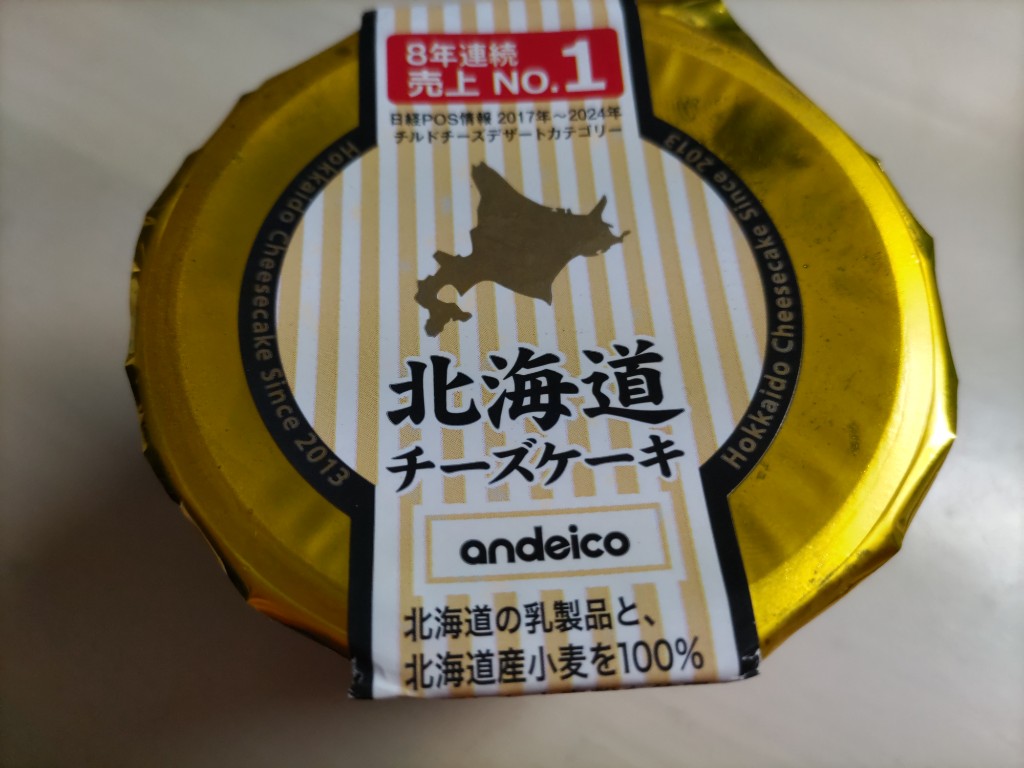 8年連続
売上 NO.1
日経POS情報 2017年~2024年
チルドチーズデザートカテゴリー
Hokkaido Cheesecake Since 2013
Hokkaido Cheesecake Since 2013
北海道
チーズケーキ
andeico
北海道の乳製品と、
北海道産小麦を100%